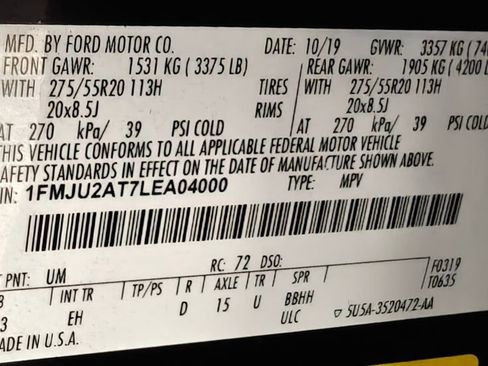 MFD. BY FORD MOTOR CO. DATE: 10/19 GVWR: 3357 KG (740
FRONT GAWR: 1531 KG (3375 LB) REAR GAWR: 1905 KG (4200 L
WITH 275/55R20 113H TIRES WITH 275/55R20 113H
20x8.5J RIMS 20x8.5J
AT 270 kPa/ 39 PSI COLD AT 270 kPa/ 39 PSI COLD
THIS VEHICLE CONFORMS TO ALL APPLICABLE FEDERAL MOTOR VEHICLE
AFETY STANDARDS IN EFFECT ON THE DATE OF MANUFACTURE SHOWN ABOVE.
IN: 1FMJU2AT7LEA04000 TYPE: MPV
T PNT: UM RC: 72 DSO: F0319
INT TR TP/PS R AXLE TR SPR T0635
3 EH D 15 U BBHH
ULC ▽ 5U5A-3520472-AA
ADE IN U.S.A.